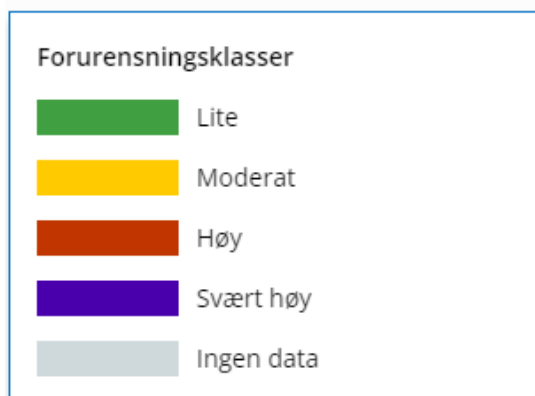 Forurensningsklasser
Lite
Moderat
Høy
Svært høy
Ingen data